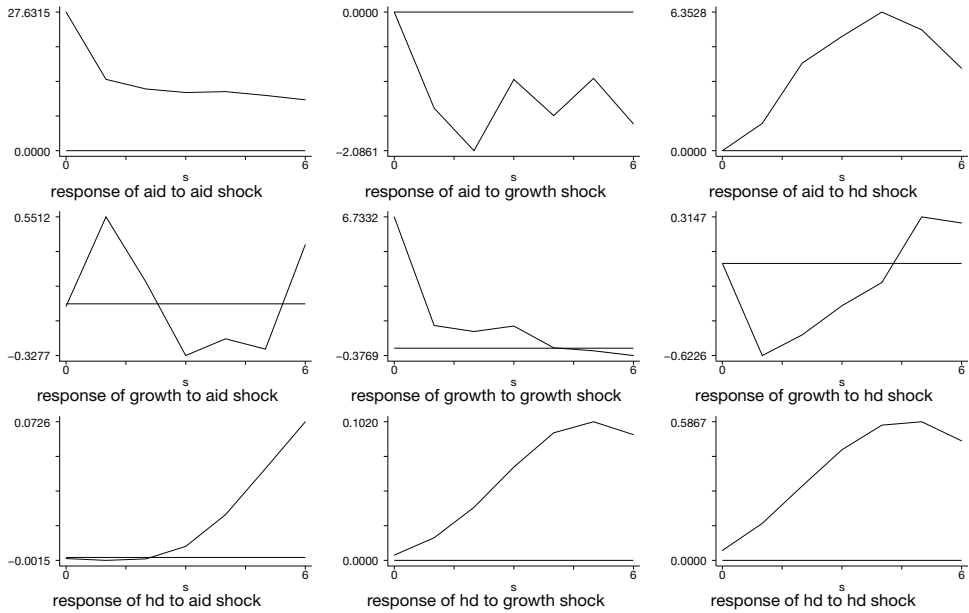 27.6315
0.0000
0 6
s
response of aid to aid shock
0.0000
−2.0861
0 6
s
response of aid to growth shock
6.3528
0.0000
0 6
s
response of aid to hd shock
0.5512
−0.3277
0 6
s
response of growth to aid shock
6.7332
−0.3769
0 6
s
response of growth to growth shock
0.3147
−0.6226
0 6
s
response of growth to hd shock
0.0726
−0.0015
0 6
s
response of hd to aid shock
0.1020
0.0000
0 6
s
response of hd to growth shock
0.5867
0.0000
0 6
s
response of hd to hd shock